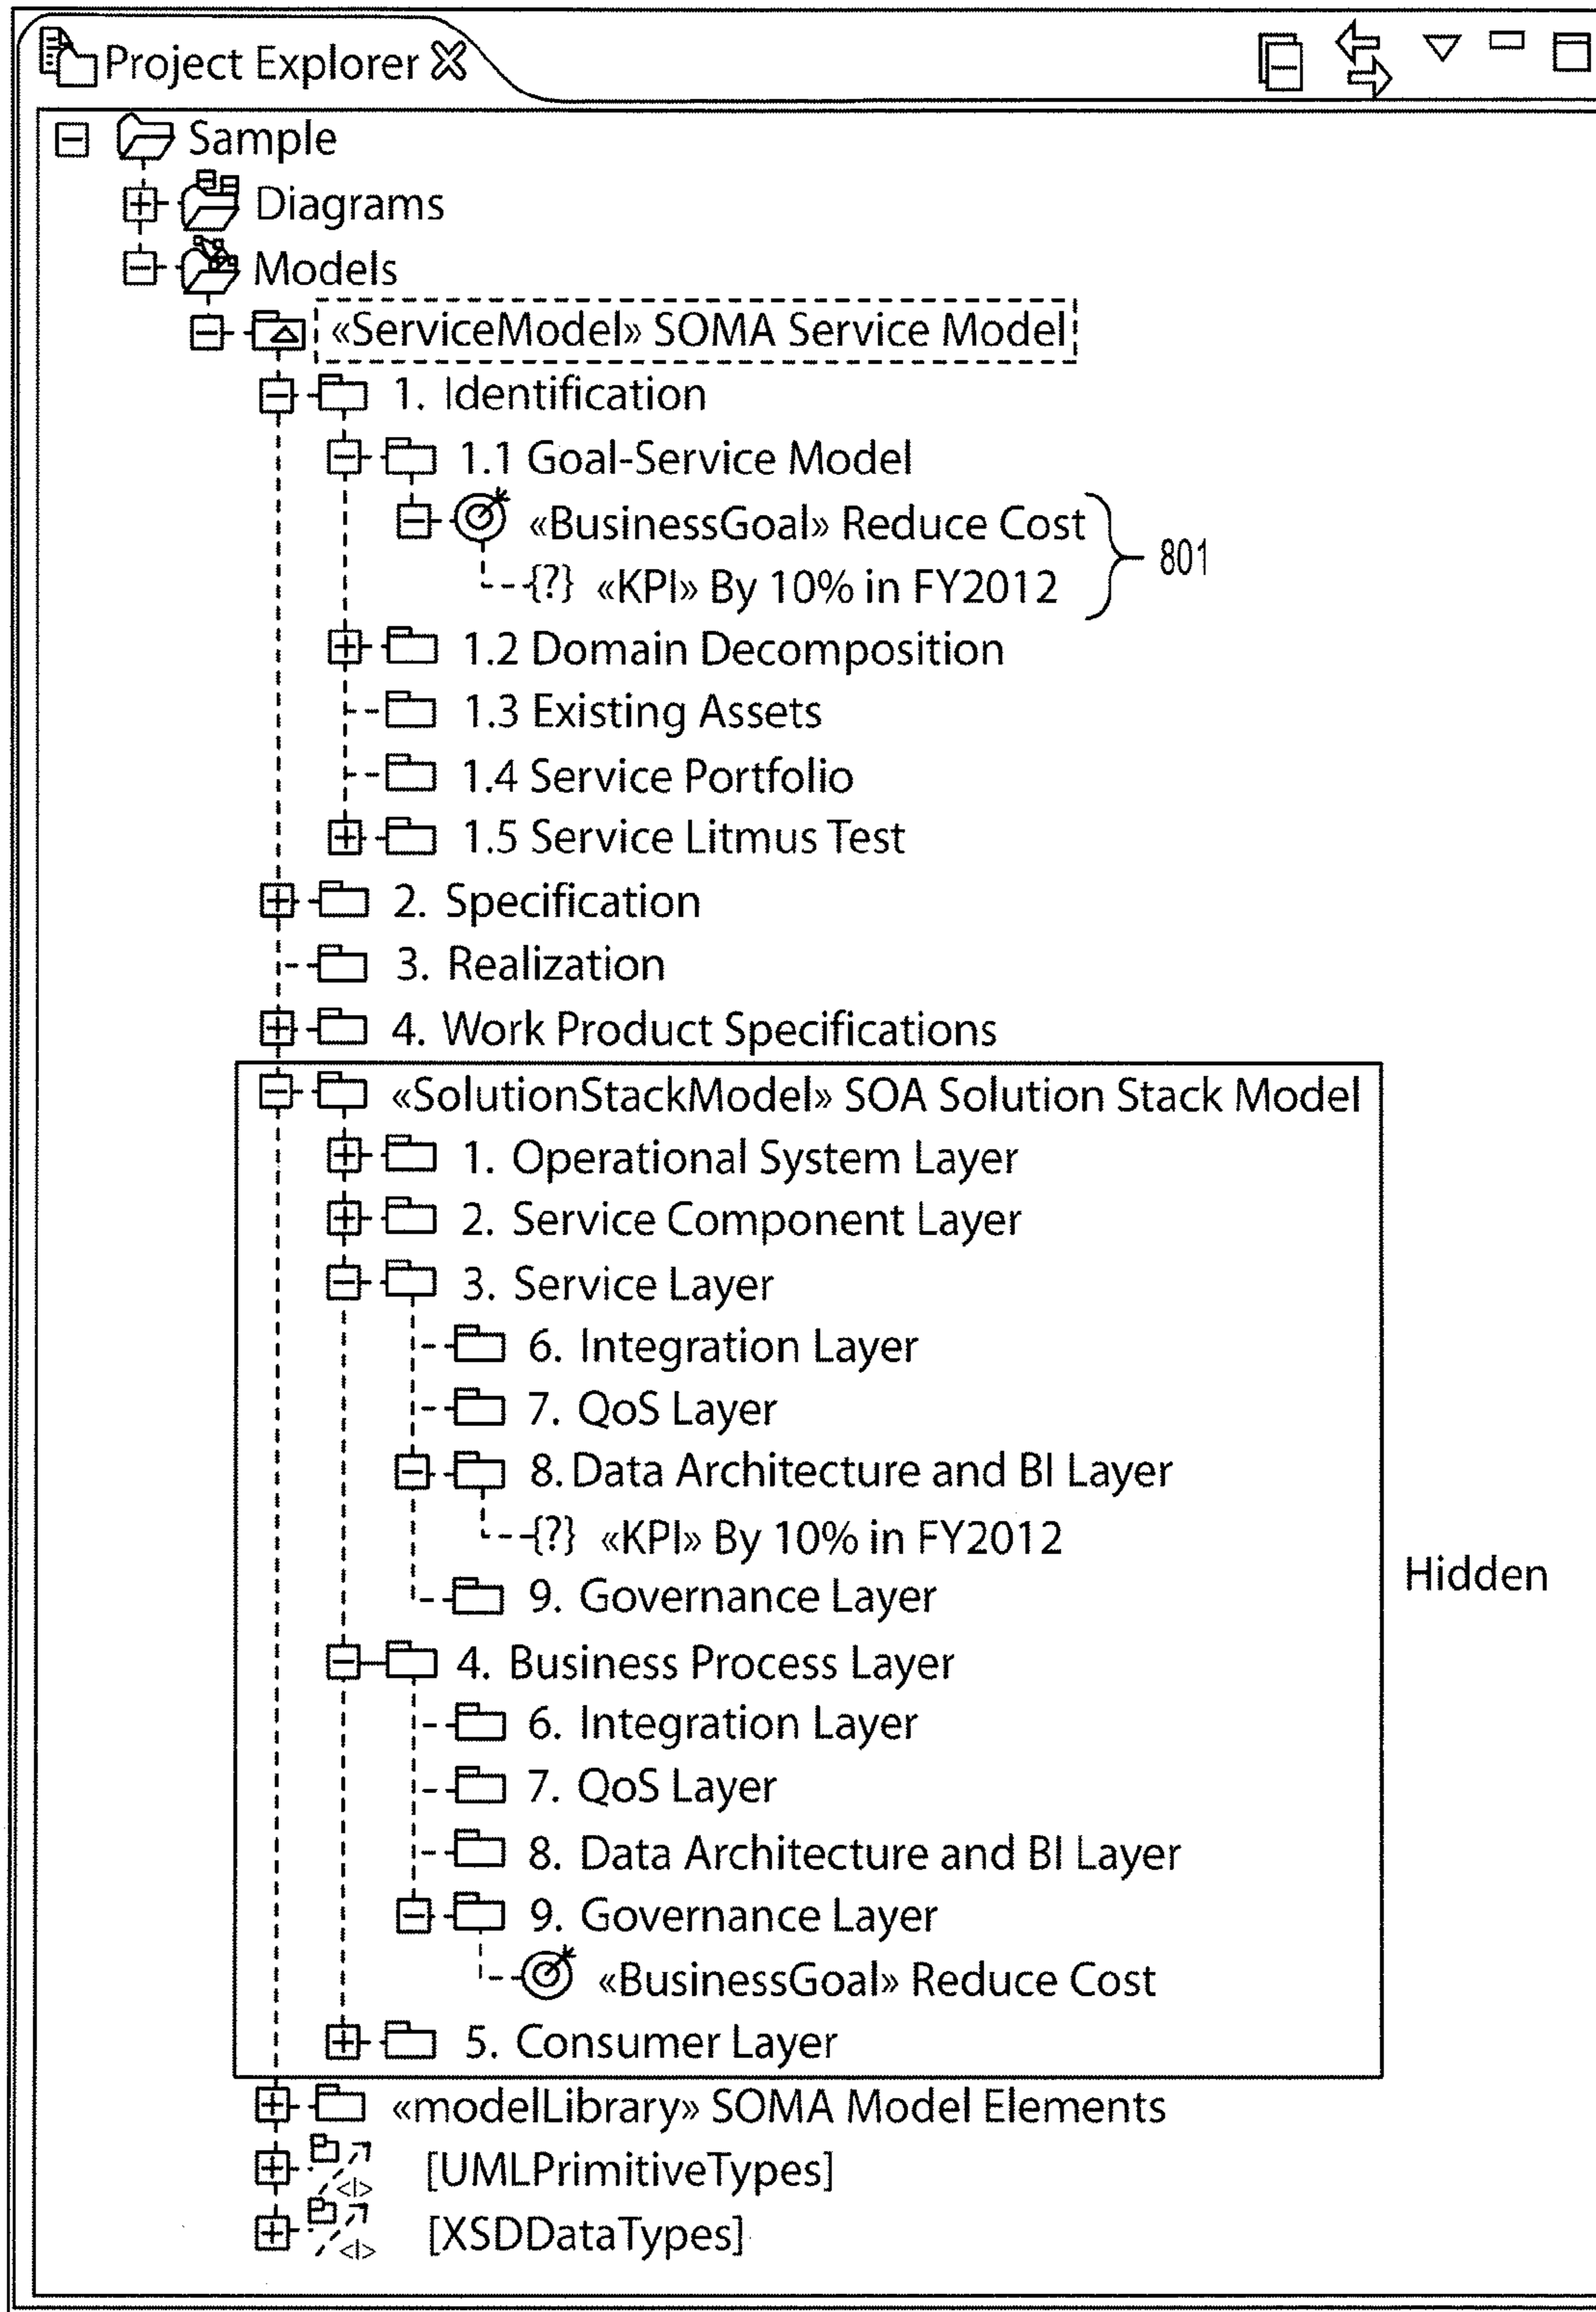 Project Explorer
Sample
Diagrams
Models
«ServiceModel» SOMA Service Model
1. Identification
1.1 Goal-Service Model
«BusinessGoal» Reduce Cost
801
{?} «KPI» By 10% in FY2012
1.2 Domain Decomposition
1.3 Existing Assets
1.4 Service Portfolio
1.5 Service Litmus Test
2. Specification
3. Realization
4. Work Product Specifications
«SolutionStackModel» SOA Solution Stack Model
1. Operational System Layer
2. Service Component Layer
3. Service Layer
6. Integration Layer
7. QoS Layer
8. Data Architecture and BI Layer
{?} «KPI» By 10% in FY2012
Hidden
9. Governance Layer
4. Business Process Layer
6. Integration Layer
7. QoS Layer
8. Data Architecture and BI Layer
9. Governance Layer
«BusinessGoal» Reduce Cost
5. Consumer Layer
«modelLibrary» SOMA Model Elements
[UMLPrimitiveTypes]
[XSDDataTypes]